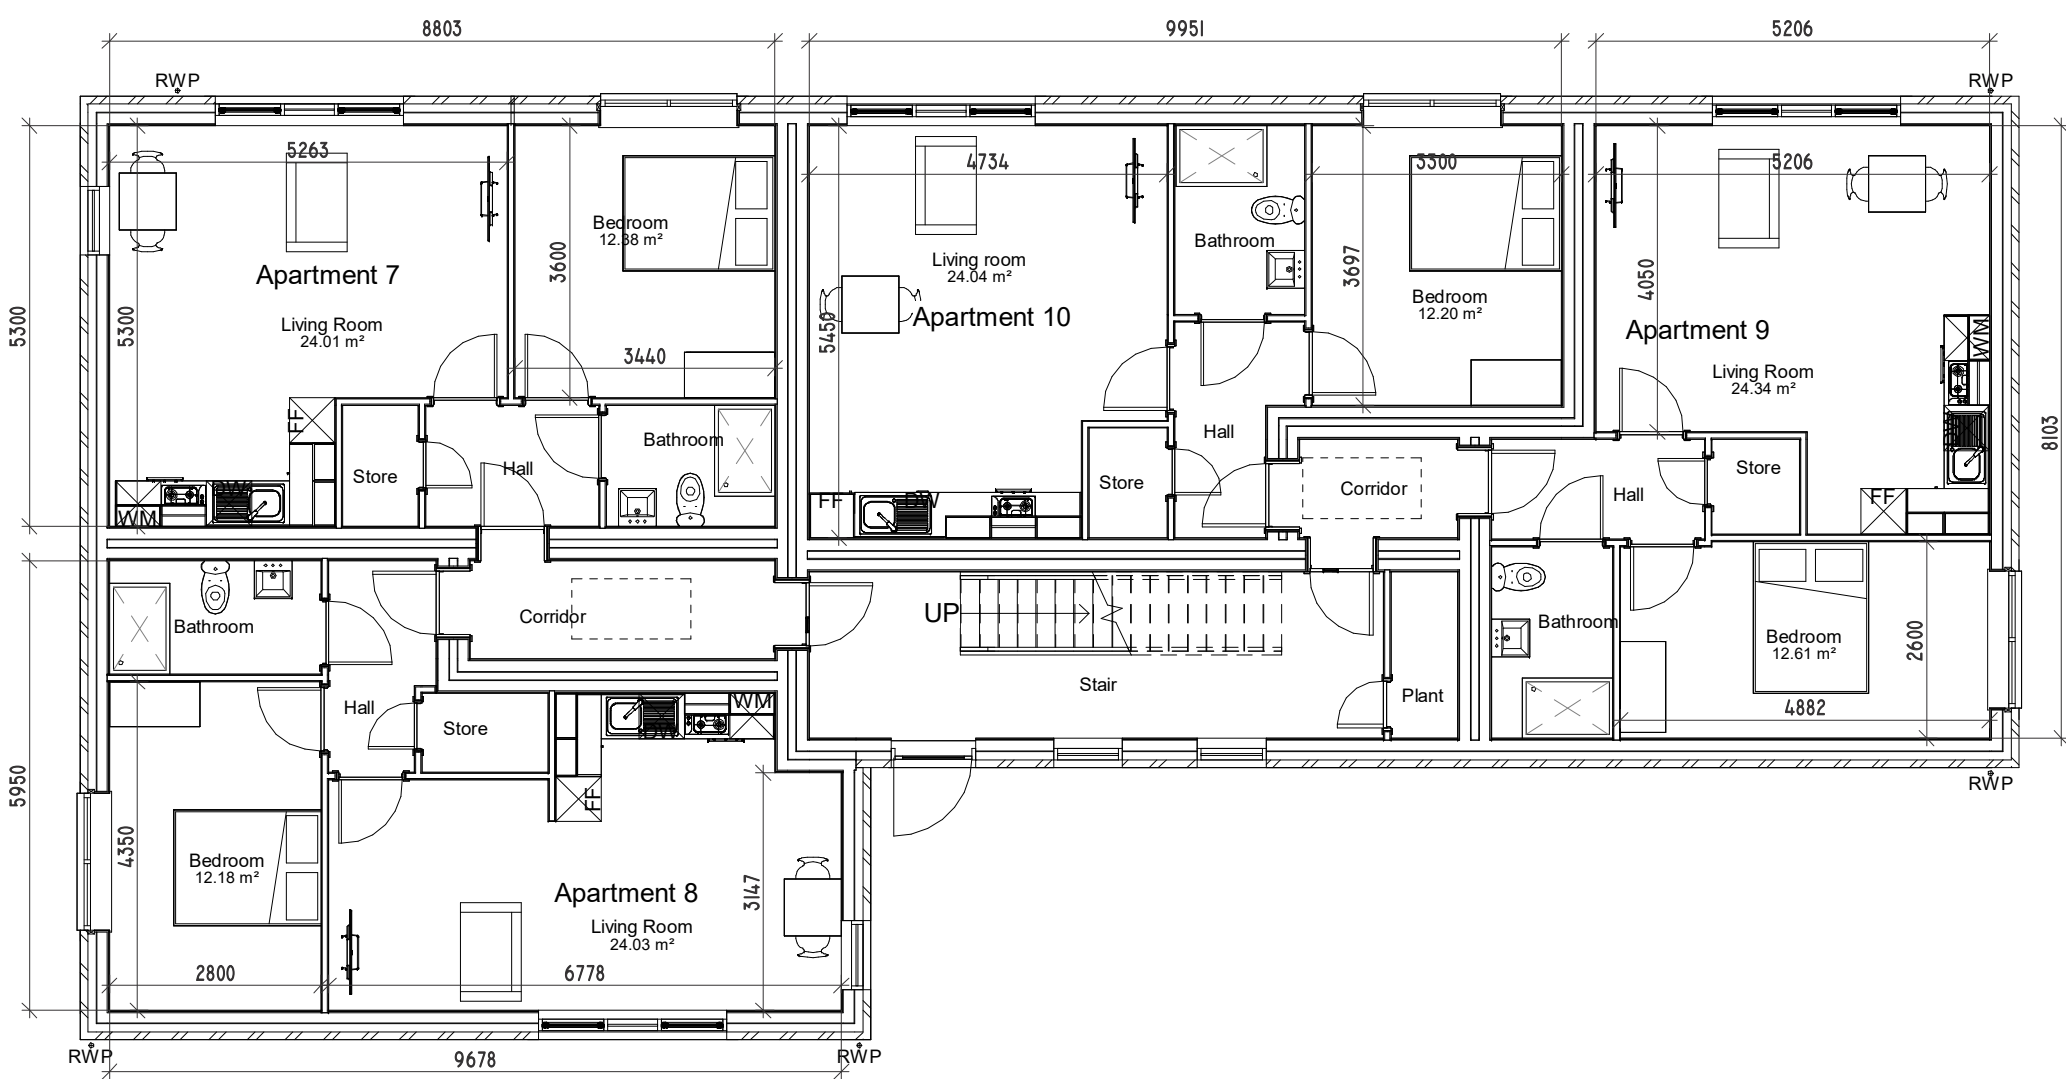 8803
9951
5206
RWP
RWP
5263
4734
3300
5206
Bedroom
12.38 m²
Bathroom
Living room
24.04 m²
3600
3697
4050
Apartment 7
Bedroom
12.20 m²
Apartment 10
Apartment 9
5300
5300
Living Room
24.01 m²
5450
WM
3440
Living Room
24.34 m²
FF
Bathroom
Hall
DW
8103
Store
Hall
Store
Corridor
Store
Hall
DW
FF
DW
FF
WM
Corridor
UP
Bathroom
Bathroom
Bedroom
12.61 m²
2600
Stair
Plant
Hall
Store
WM
DW
4882
5950
RWP
FF
4350
Bedroom
12.18 m²
Apartment 8
3147
Living Room
24.03 m²
2800
6778
RWP
9678
RWP